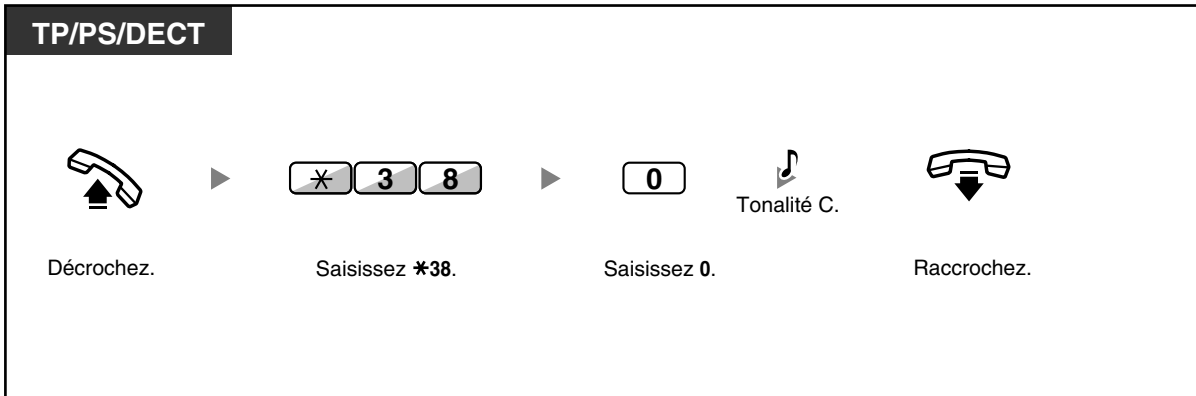 TP/PS/DECT
* 3 8
0
Tonalité C.
Décrochez.
Saisissez *38.
Saisissez 0.
Raccrochez.